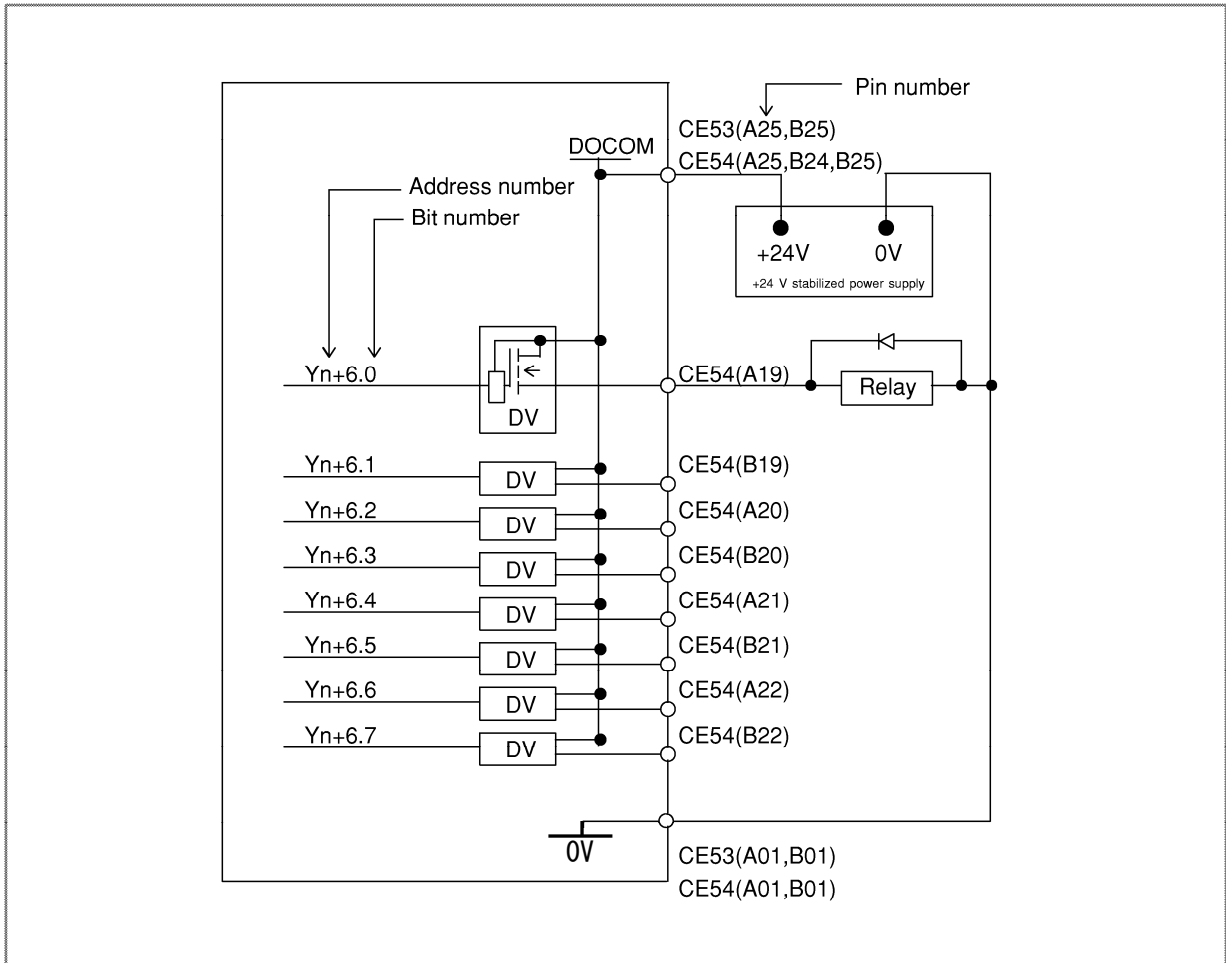 Pin number
CE53(A25,B25)
DOCOM
CE54(A25,B24,B25)
Address number
Bit number
+24V
0V
+24 V stabilized power supply
Yn+6.0
DV
CE54(A19)
Relay
Yn+6.1
DV
CE54(B19)
Yn+6.2
DV
CE54(A20)
Yn+6.3
DV
CE54(B20)
Yn+6.4
DV
CE54(A21)
Yn+6.5
DV
CE54(B21)
Yn+6.6
DV
CE54(A22)
Yn+6.7
DV
CE54(B22)
0V
CE53(A01,B01)
CE54(A01,B01)